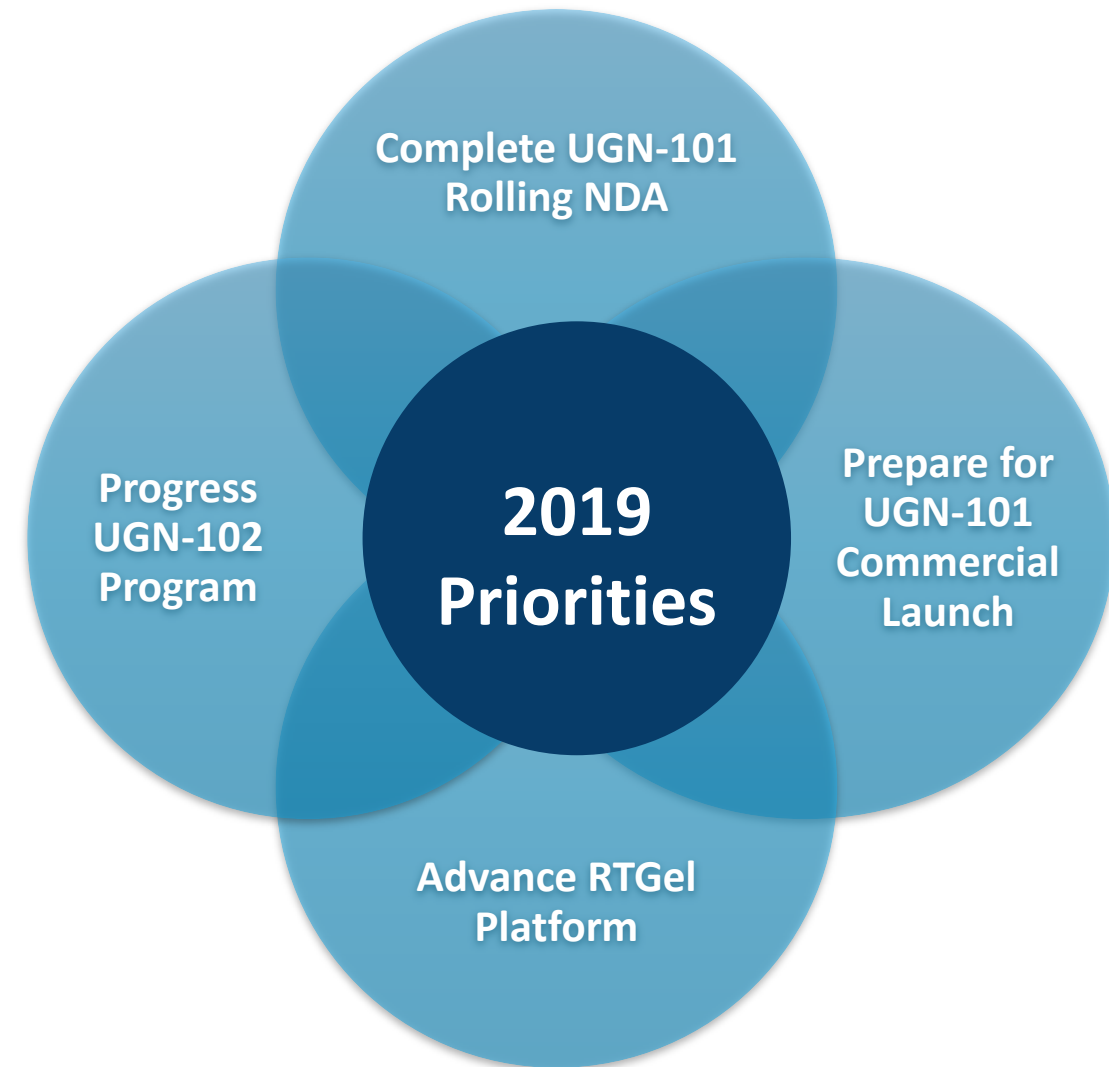 Complete UGN-101
Rolling NDA
Prepare for
UGN-101
Commercial
Launch
Progress
UGN-102
Program
2019
Priorities
Advance RTGel
Platform